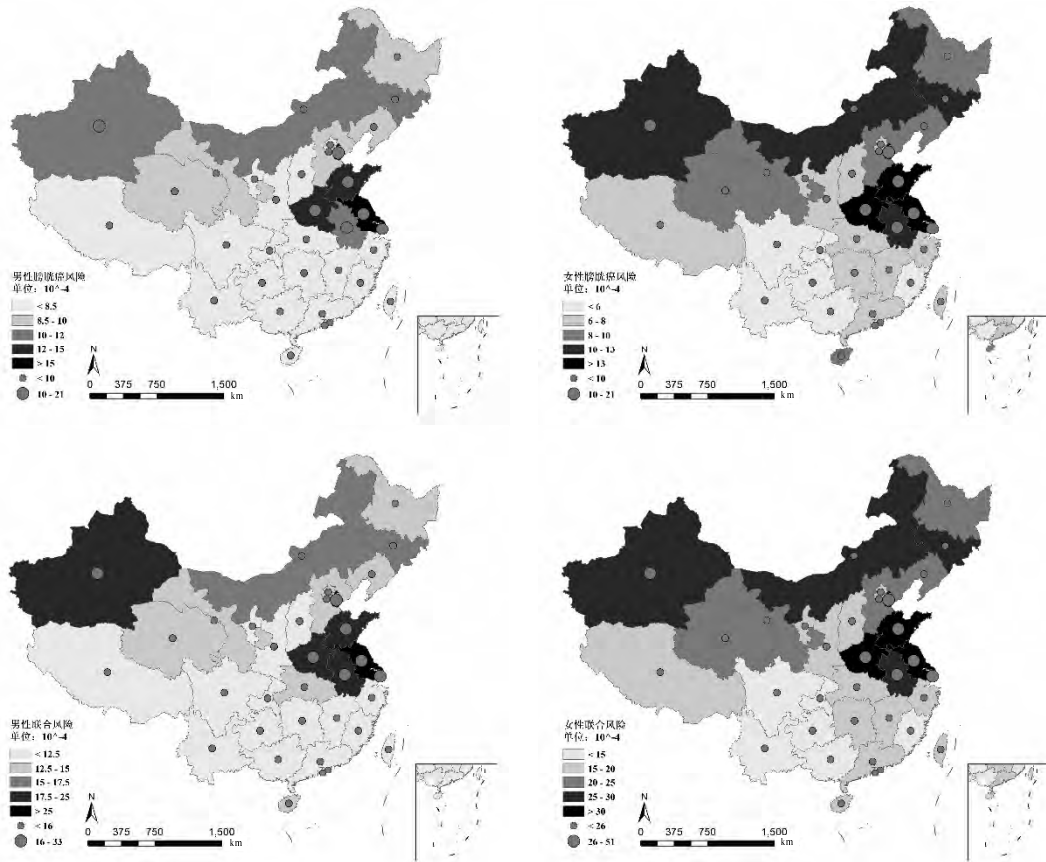 男性膀胱癌风险
单位：10^-4
< 8.5
8.5 - 10
10 - 12
12 - 15
> 15
< 10
10 - 21
N
0 375 750 1,500
km
女性膀胱癌风险
单位：10^-4
< 6
6 - 8
8 - 10
10 - 13
> 13
< 10
10 - 21
N
0 375 750 1,500
km
男性联合风险
单位：10^-4
< 12.5
12.5 - 15
15 - 17.5
17.5 - 25
> 25
< 16
16 - 33
N
0 375 750 1,500
km
女性联合风险
单位：10^-4
< 15
15 - 20
20 - 25
25 - 30
> 30
< 26
26 - 51
N
0 375 750 1,500
km